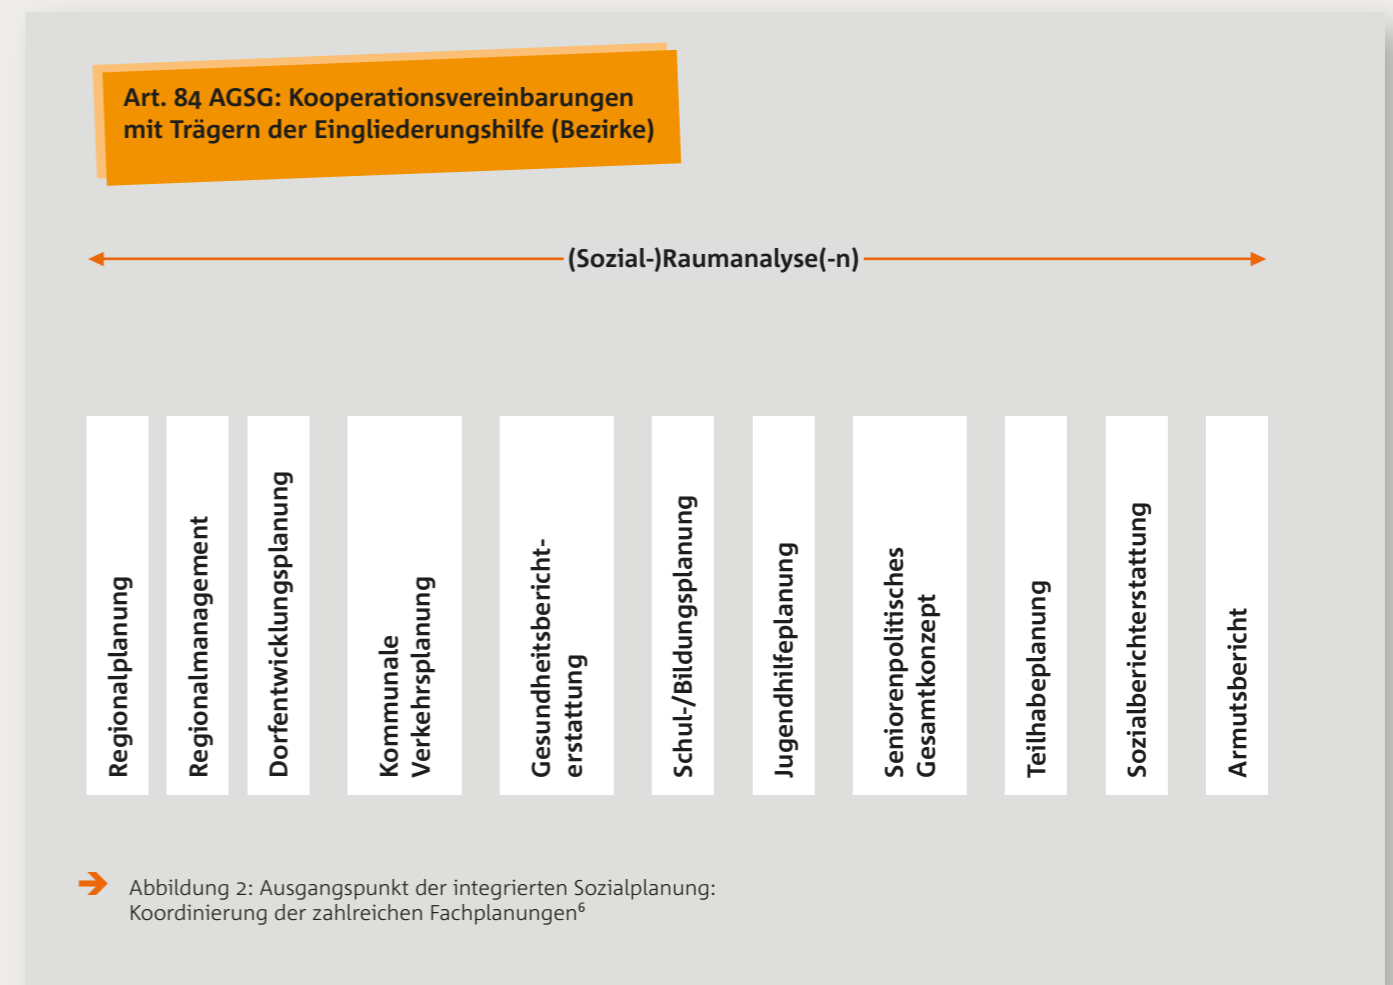 Art. 84 AGSG: Kooperationsvereinbarungen
mit Trägern der Eingliederungshilfe (Bezirke)
(Sozial-)Raumanalyse(-n)
Regionalplanung
Regionalmanagement
Dorfentwicklungsplanung
Kommunale
Verkehrsplanung
Gesundheitsbericht-
erstattung
Schul-/Bildungsplanung
Jugendhilfeplanung
Seniorenpolitisches
Gesamtkonzept
Teilhabeplanung
Sozialberichterstattung
Armutsbericht
Abbildung 2: Ausgangspunkt der integrierten Sozialplanung:
Koordinierung der zahlreichen Fachplanungen⁶